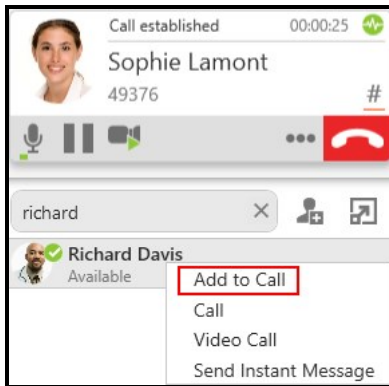 Call established 00:00:25
Sophie Lamont
49376 #
richard
Richard Davis
Available
Add to Call
Call
Video Call
Send Instant Message